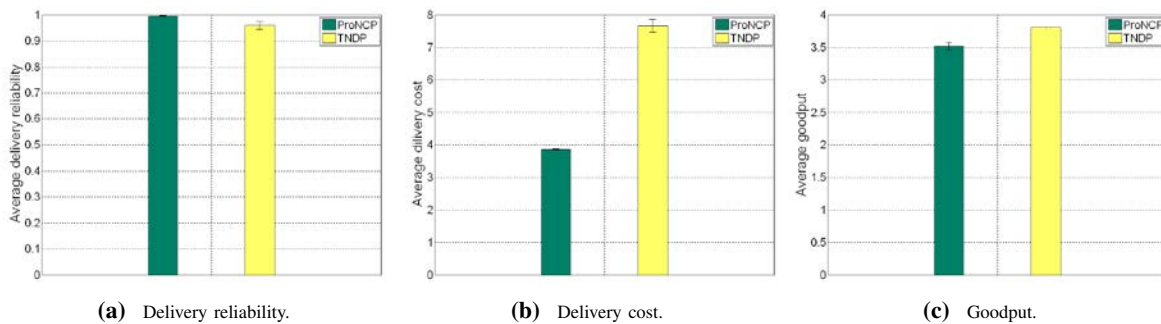 1
0.9
0.8
0.7
0.6
0.5
0.4
0.3
0.2
0.1
0
Average delivery reliability
ProNCP
TNDP
(a) Delivery reliability.
8
7
6
5
4
3
2
1
0
Average dilivery cost
ProNCP
TNDP
(b) Delivery cost.
4
3.5
3
2.5
2
1.5
1
0.5
0
Average goodput
ProNCP
TNDP
(c) Goodput.